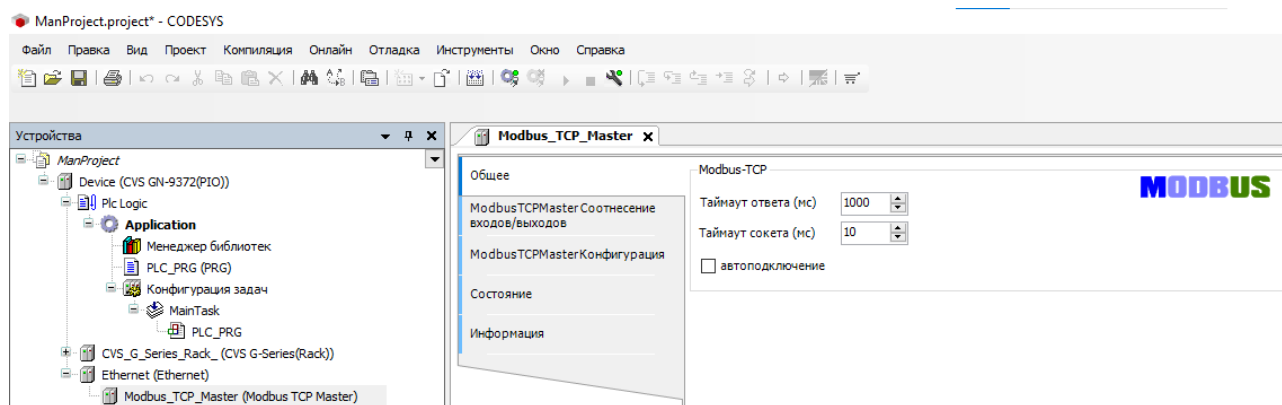 ManProject.project* - CODESYS
Файл Правка Вид Проект Компиляция Онлайн Отладка Инструменты Окно Справка
Устройства
ManProject
Device (CVS GN-9372(PIO))
Plc Logic
Application
Менеджер библиотек
PLC_PRG (PRG)
Конфигурация задач
MainTask
PLC_PRG
CVS_G_Series_Rack_ (CVS G-Series(Rack))
Ethernet (Ethernet)
Modbus_TCP_Master (Modbus TCP Master)
Modbus_TCP_Master
Общее
ModbusTCPMaster Соотнесение
входов/выходов
ModbusTCPMasterКонфигурация
Состояние
Информация
Modbus-TCP
MODBUS
Таймаут ответа (мс) 1000
Таймаут сокета (мс) 10
автоподключение